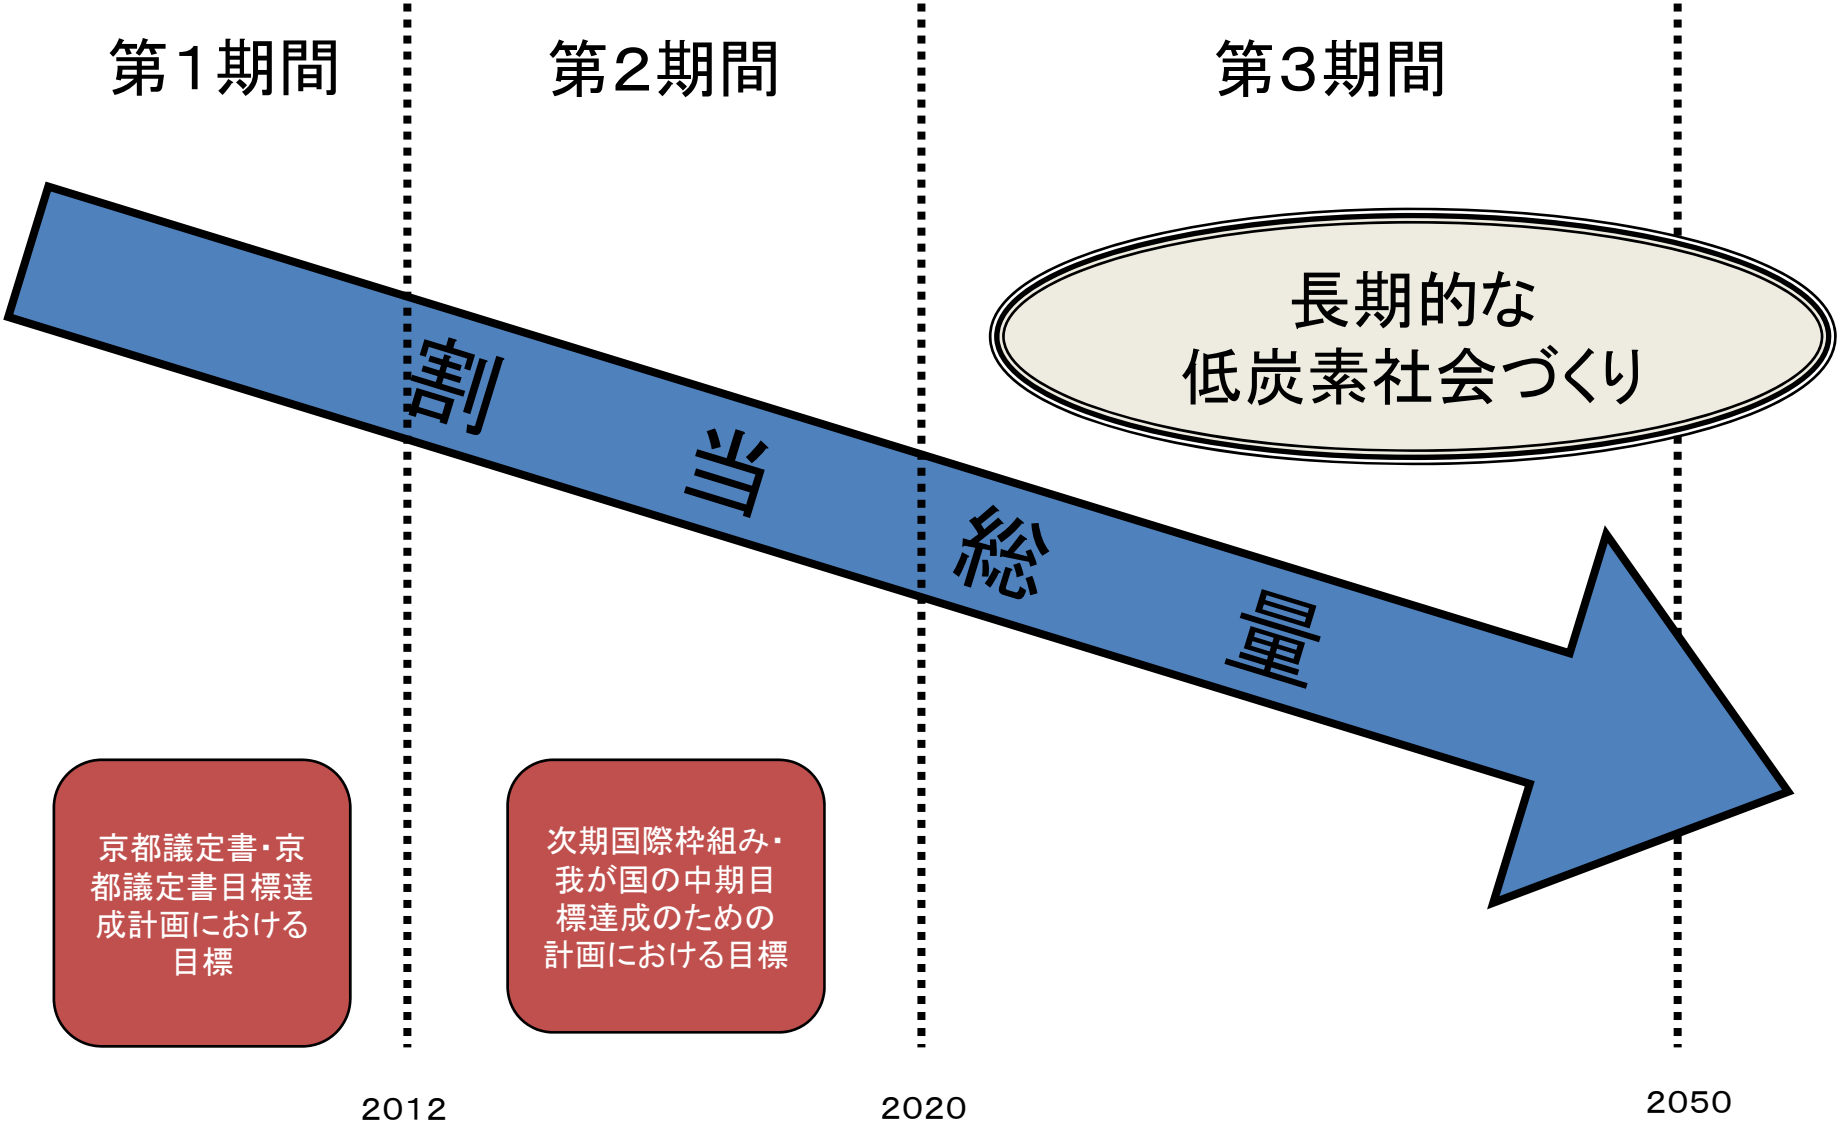 第１期間
第２期間
第３期間
長期的な
低炭素社会づくり
割当総量
京都議定書・京
都議定書目標達
成計画における
目標
次期国際枠組み・
我が国の中期目
標達成のための
計画における目標
2012
2020
2050